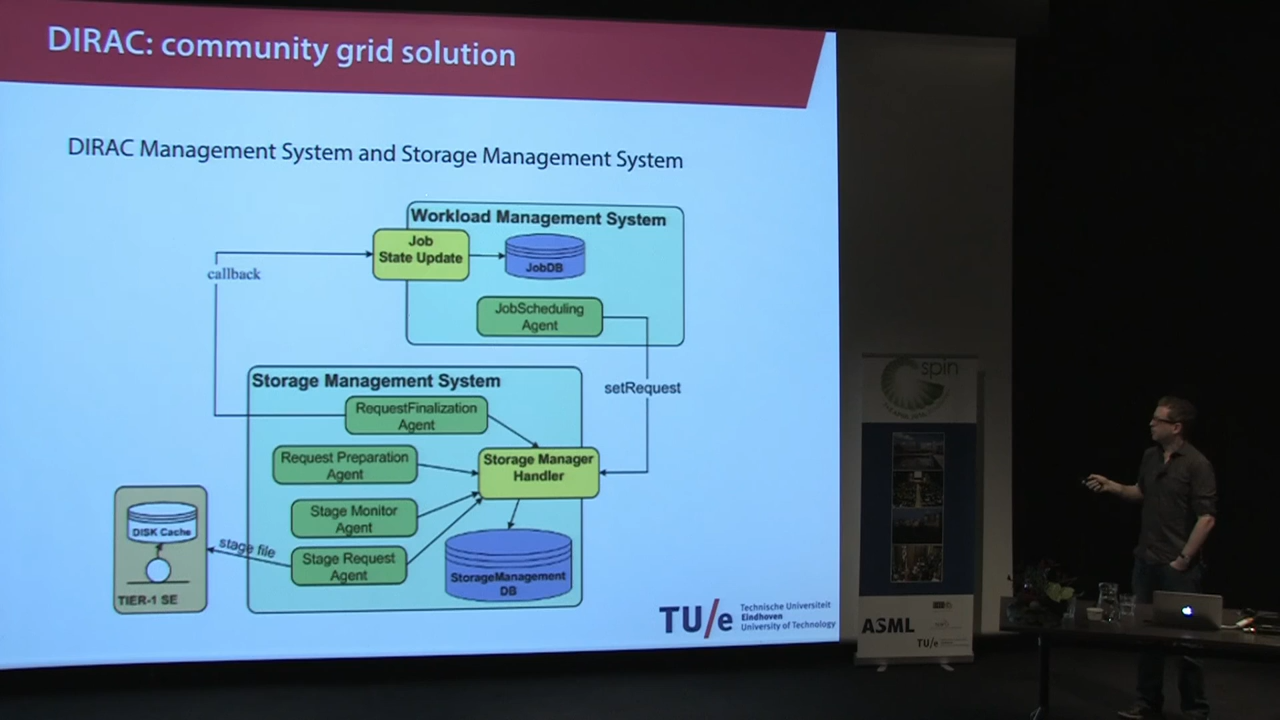 DIRAC: community grid solution
DIRAC Management System and Storage Management System
Workload Management System
Job
State Update
JobDB
callback
JobScheduling
Agent
Storage Management System
setRequest
RequestFinalization
Agent
Request Preparation
Agent
Storage Manager
Handler
Stage Monitor
Agent
DISK Cache
stage file
Stage Request
Agent
StorageManagement
DB
TIER-1 SE
TU/e
Technische Universiteit
Eindhoven
University of Technology
spin
ASML
TU/e